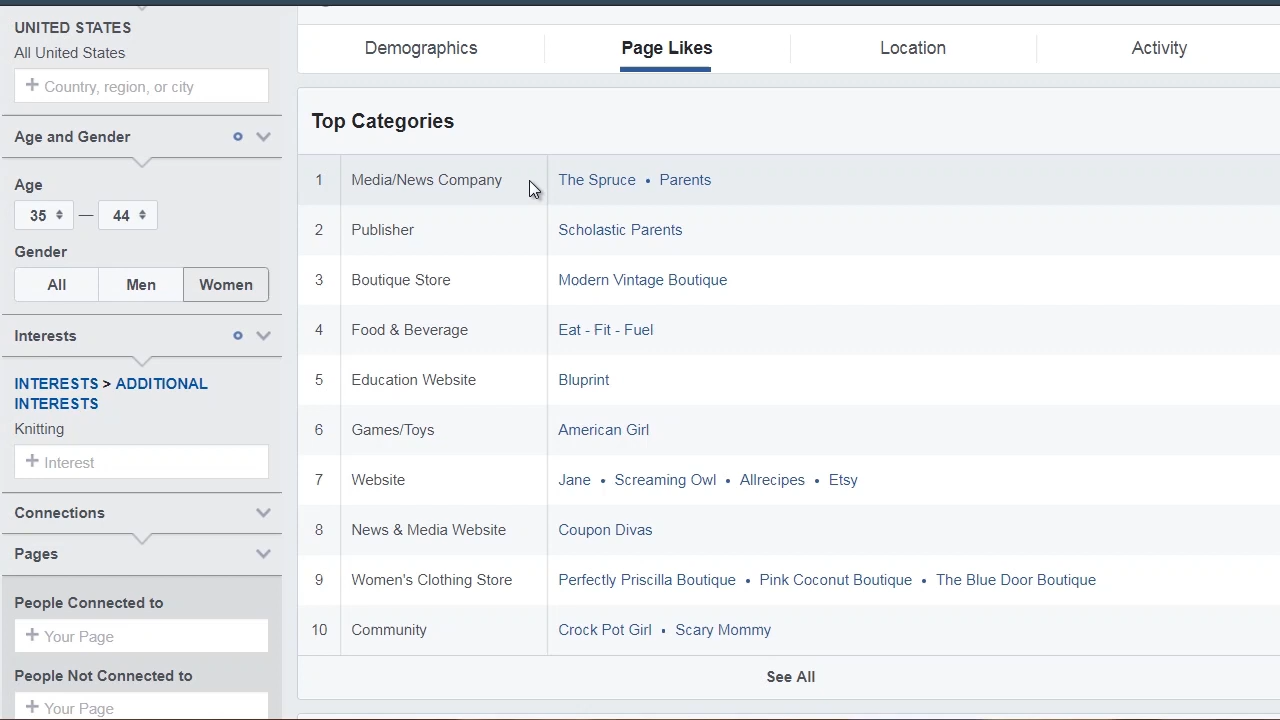 UNITED STATES
All United States
+ Country, region, or city
Age and Gender
Age
35 — 44
Gender
All Men Women
Interests
INTERESTS > ADDITIONAL
INTERESTS
Knitting
+ Interest
Connections
Pages
People Connected to
+ Your Page
People Not Connected to
+ Your Page
Demographics Page Likes Location Activity
Top Categories
1 Media/News Company The Spruce • Parents
2 Publisher Scholastic Parents
3 Boutique Store Modern Vintage Boutique
4 Food & Beverage Eat - Fit - Fuel
5 Education Website Bluprint
6 Games/Toys American Girl
7 Website Jane • Screaming Owl • Allrecipes • Etsy
8 News & Media Website Coupon Divas
9 Women's Clothing Store Perfectly Priscilla Boutique • Pink Coconut Boutique • The Blue Door Boutique
10 Community Crock Pot Girl • Scary Mommy
See All